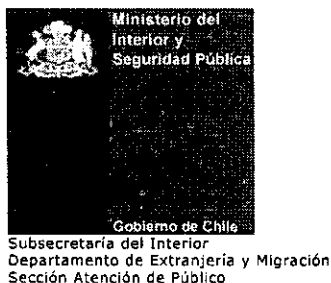 Ministerio del
Interior y
Seguridad Pública
Gobierno de Chile
Subsecretaría del Interior
Departamento de Extranjería y Migración
Sección Atención de Público